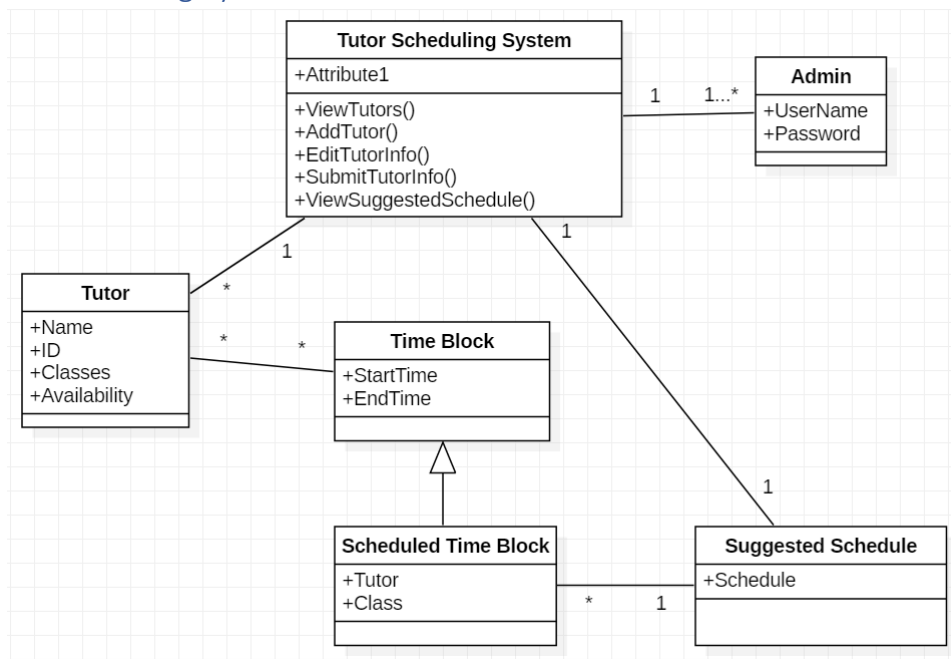 Tutor Scheduling System
+Attribute1
+ViewTutors()
+AddTutor()
+EditTutorInfo()
+SubmitTutorInfo()
+ViewSuggestedSchedule()
1
1...*
Admin
+UserName
+Password
1
*
1
Tutor
+Name
+ID
+Classes
+Availability
*
*
Time Block
+StartTime
+EndTime
1
Scheduled Time Block
+Tutor
+Class
*
1
Suggested Schedule
+Schedule